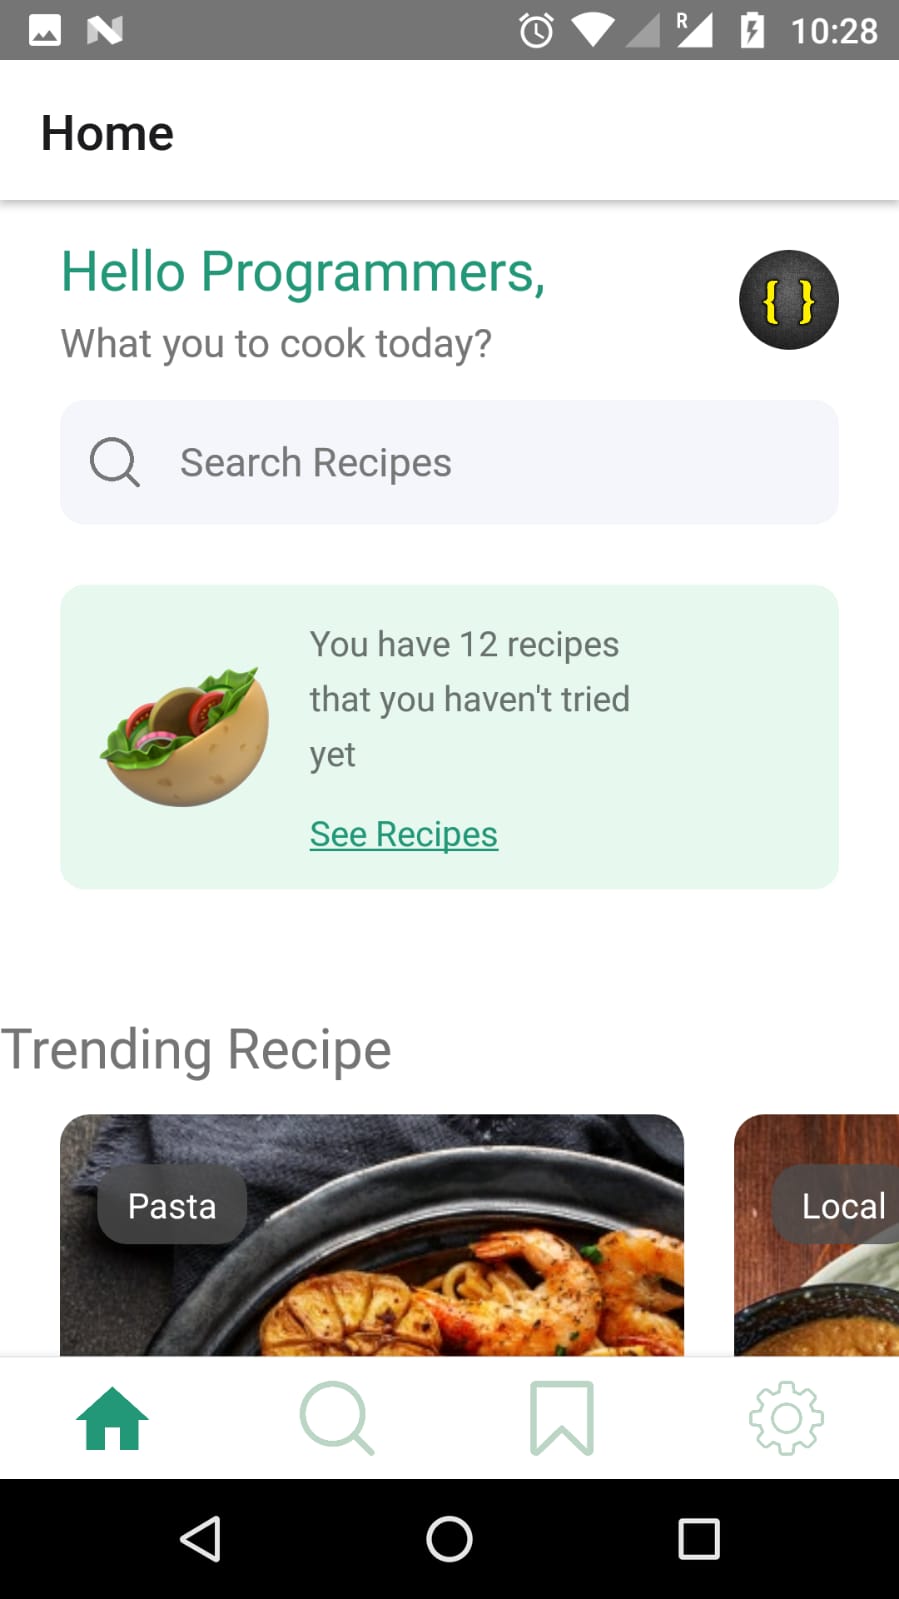 10:28
Home
Hello Programmers,
What you to cook today?
{ }
Search Recipes
You have 12 recipes
that you haven't tried
yet
See Recipes
Trending Recipe
Pasta
Local